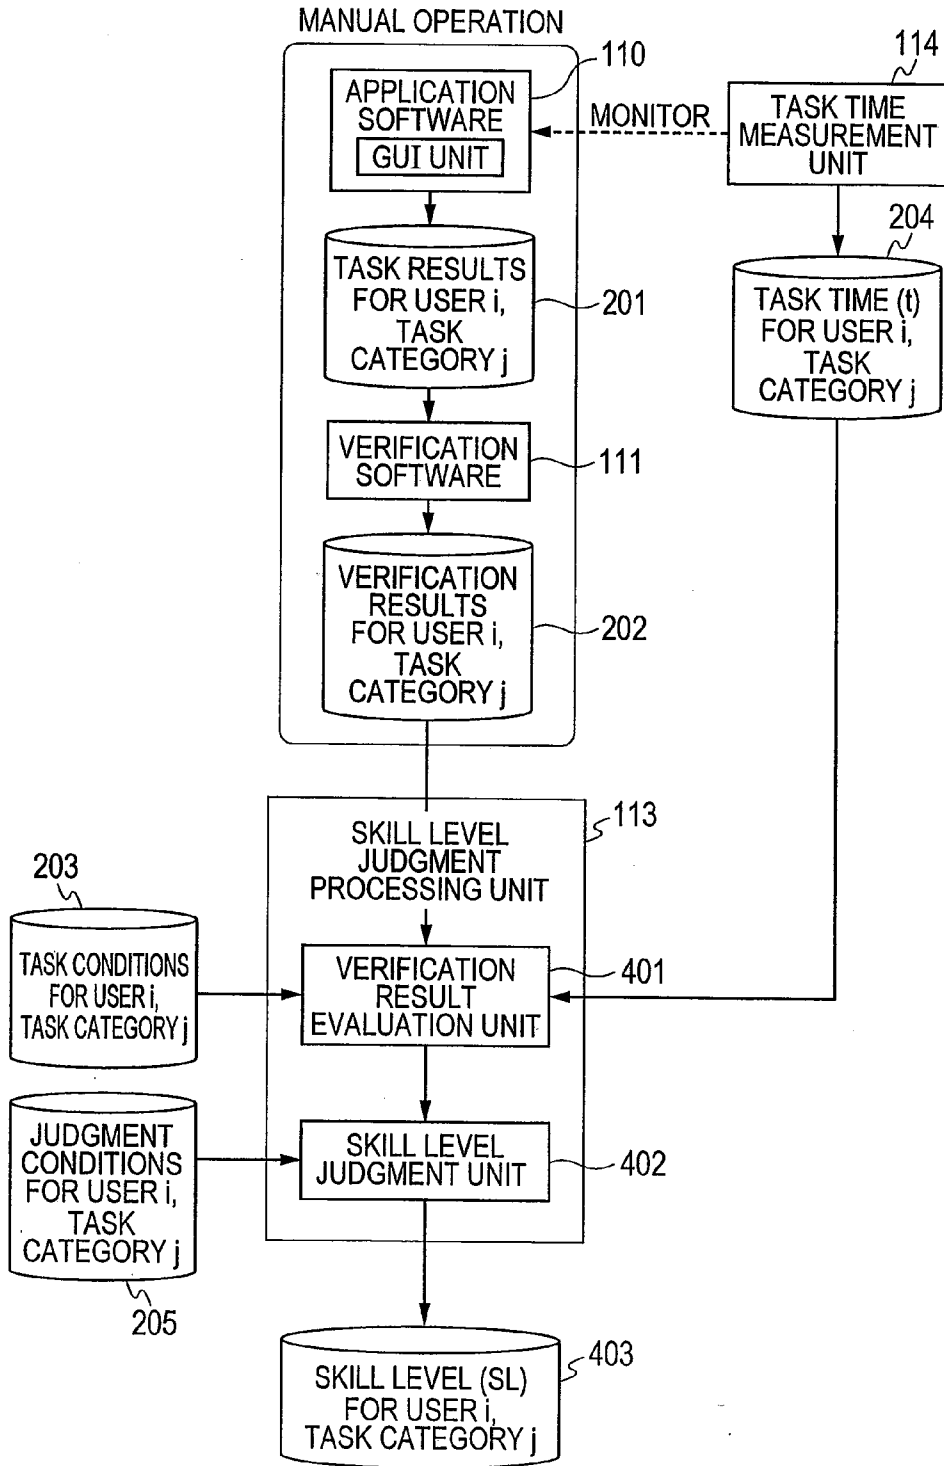 MANUAL OPERATION
110
APPLICATION
SOFTWARE
GUI UNIT
MONITOR
114
TASK TIME
MEASUREMENT
UNIT
TASK RESULTS
FOR USER i,
TASK
CATEGORY j
201
204
TASK TIME (t)
FOR USER i,
TASK
CATEGORY j
VERIFICATION
SOFTWARE
111
VERIFICATION
RESULTS
FOR USER i,
TASK
CATEGORY j
202
113
SKILL LEVEL
JUDGMENT
PROCESSING UNIT
203
TASK CONDITIONS
FOR USER i,
TASK CATEGORY j
VERIFICATION
RESULT
EVALUATION UNIT
401
JUDGMENT
CONDITIONS
FOR USER i,
TASK
CATEGORY j
205
SKILL LEVEL
JUDGMENT UNIT
402
SKILL LEVEL (SL)
FOR USER i,
TASK CATEGORY j
403